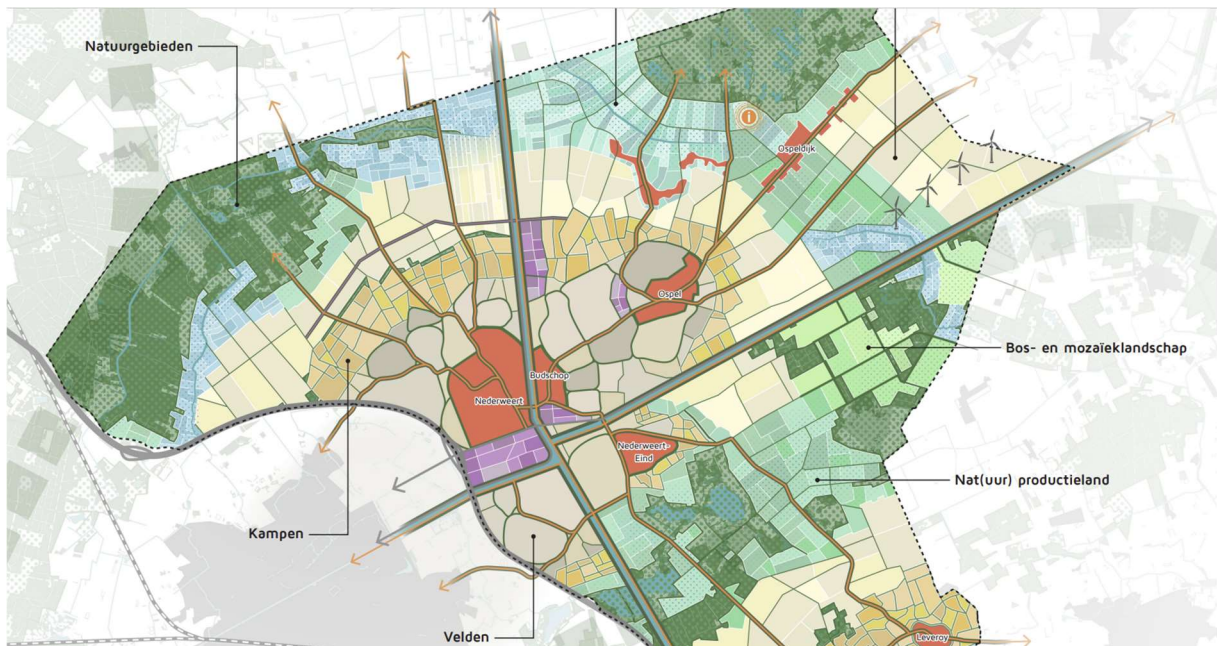 Natuurgebieden
i
Ospeldijk
Ospel
Bos- en mozaïeklandschap
Budschop
Nederweert
Nederweert-
Eind
Nat(uur) productieland
Kampen
Velden
Leveroy